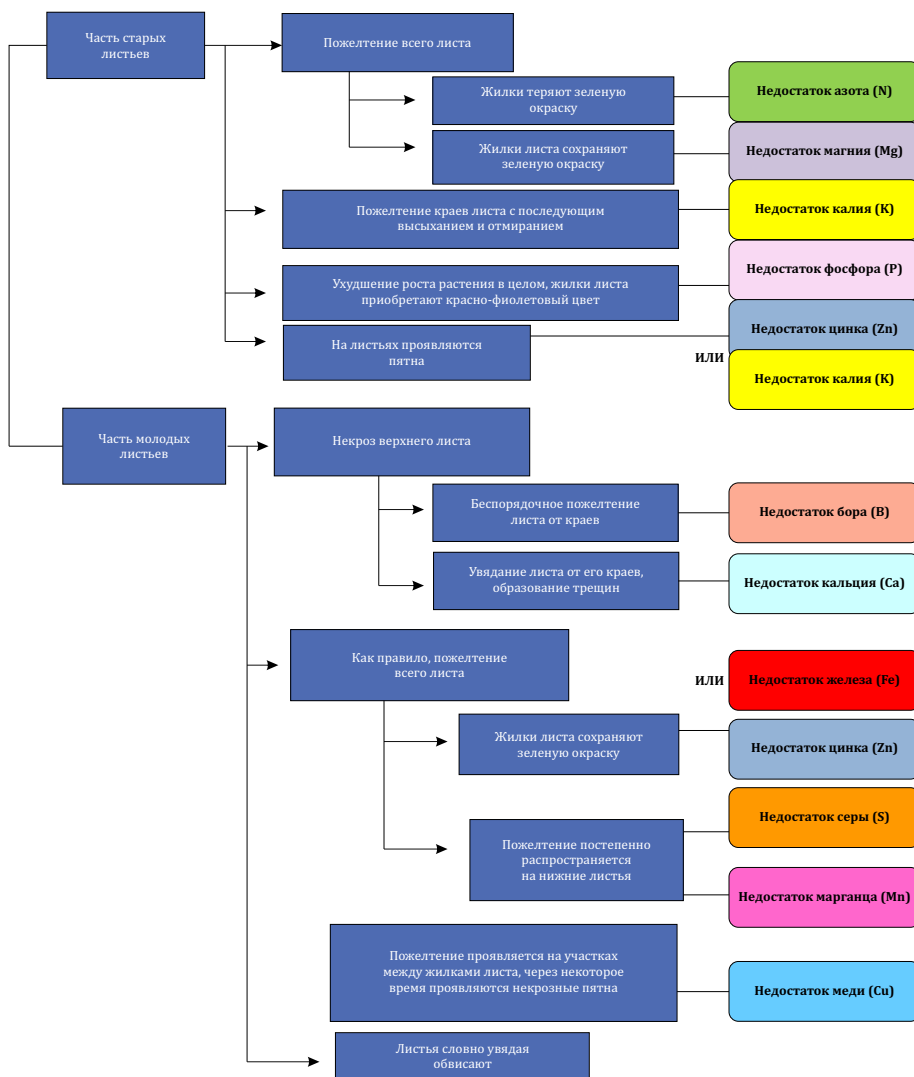 Часть старых
листьев
Пожелтение всего листа
Жилки теряют зеленую
окраску
Недостаток азота (N)
Жилки листа сохраняют
зеленую окраску
Недостаток магния (Mg)
Пожелтение краев листа с последующим
высыханием и отмиранием
Недостаток калия (K)
Ухудшение роста растения в целом, жилки листа
приобретают красно-фиолетовый цвет
Недостаток фосфора (P)
На листьях проявляются
пятна
Недостаток цинка (Zn)
ИЛИ
Недостаток калия (K)
Часть молодых
листьев
Некроз верхнего листа
Беспорядочное пожелтение
листа от краев
Недостаток бора (B)
Увядание листа от его краев,
образование трещин
Недостаток кальция (Ca)
Как правило, пожелтение
всего листа
ИЛИ
Недостаток железа (Fe)
Жилки листа сохраняют
зеленую окраску
Недостаток цинка (Zn)
Пожелтение постепенно
распространяется
на нижние листья
Недостаток серы (S)
Недостаток марганца (Mn)
Пожелтение проявляется на участках
между жилками листа, через некоторое
время проявляются некрозные пятна
Недостаток меди (Cu)
Листья словно увядая
обвисают